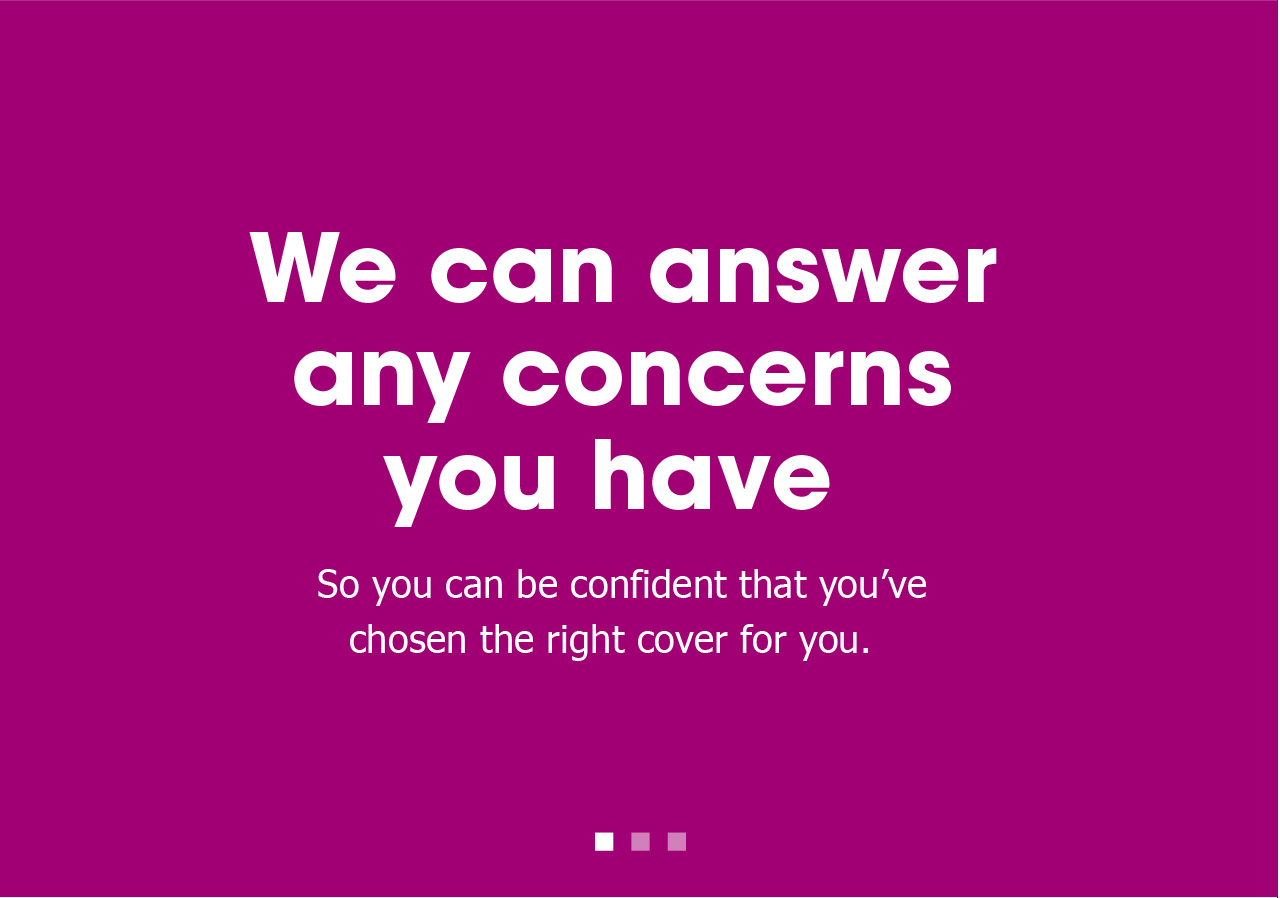 We can answer
any concerns
you have
So you can be confident that you’ve
chosen the right cover for you.